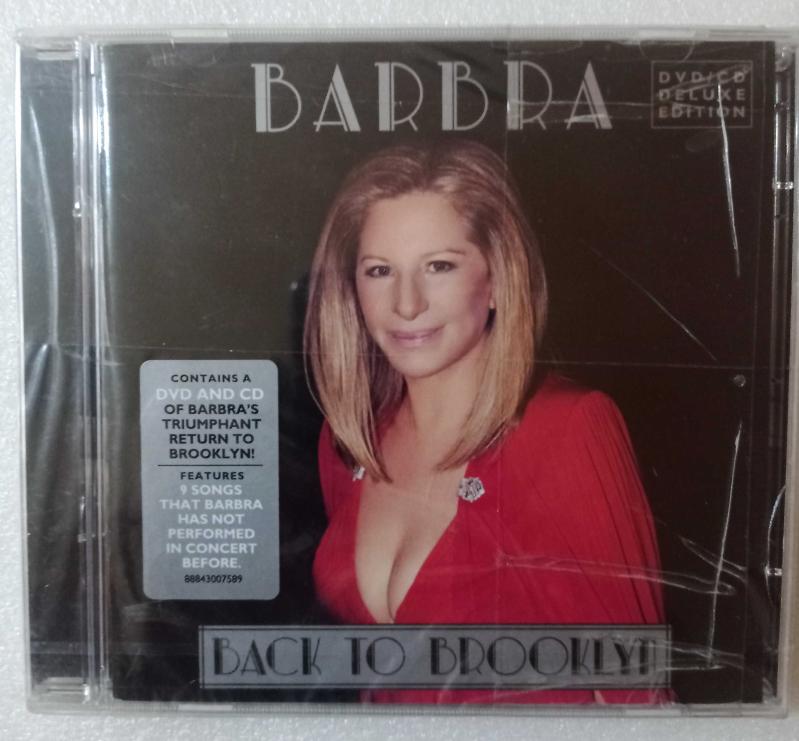 BARBRA
DVD/CD
DELUXE
EDITION
CONTAINS A
DVD AND CD
OF BARBRA'S
TRIUMPHANT
RETURN TO
BROOKLYN!
FEATURES
9 SONGS
THAT BARBRA
HAS NOT
PERFORMED
IN CONCERT
BEFORE.
88843007589
BACK TO BROOKLYN